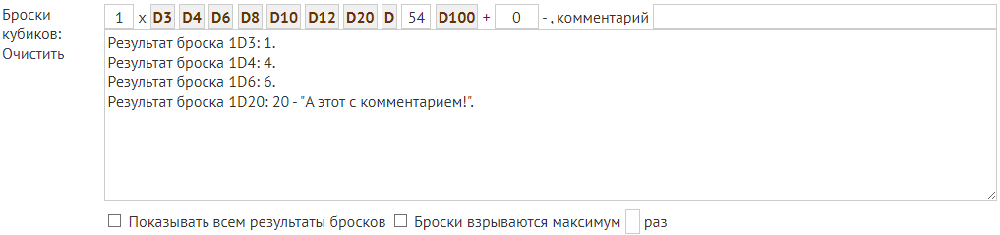 Броски кубиков:
Очистить
1 x D3 D4 D6 D8 D10 D12 D20 D 54 D100 + 0 - , комментарий
Результат броска 1D3: 1.
Результат броска 1D4: 4.
Результат броска 1D6: 6.
Результат броска 1D20: 20 - "А этот с комментарием!".
Показывать всем результаты бросков Броски взрываются максимум раз